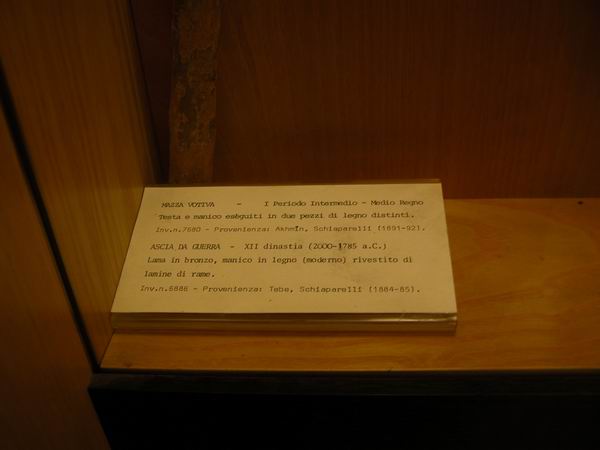 MAZZA VOTIVA - I Periodo Intermedio - Medio Regno
Testa e manico eseguiti in due pezzi di legno distinti.
Inv.n.7680 - Provenienza: Akhmîn, Schiaparelli (1891-92).
ASCIA DA GUERRA - XII dinastia (2000-1785 a.C.)
Lama in bronzo, manico in legno (moderno) rivestito di
lamine di rame.
Inv.n.6888 - Provenienza: Tebe, Schiaparelli (1884-85).